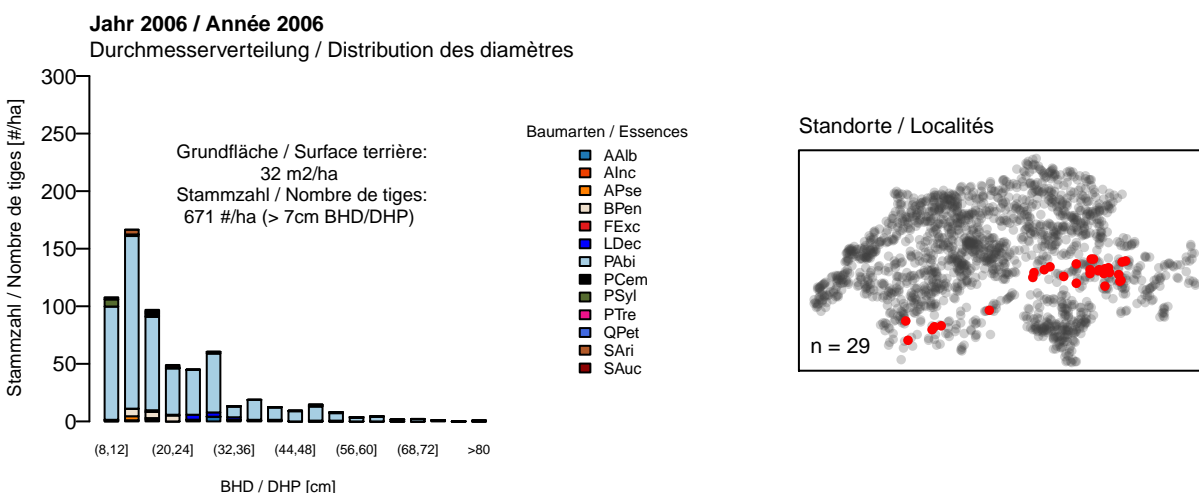 Jahr 2006 / Année 2006
Durchmesserverteilung / Distribution des diamètres
Stammzahl / Nombre de tiges [#/ha]
300
250
200
150
100
50
0
Grundfläche / Surface terrière:
32 m2/ha
Stammzahl / Nombre de tiges:
671 #/ha (> 7cm BHD/DHP)
(8,12] (20,24] (32,36] (44,48] (56,60] (68,72] >80
BHD / DHP [cm]
Baumarten / Essences
AAlb
AInc
APse
BPen
FExc
LDec
PAbi
PCem
PSyl
PTre
QPet
SAri
SAuc
Standorte / Localités
n = 29